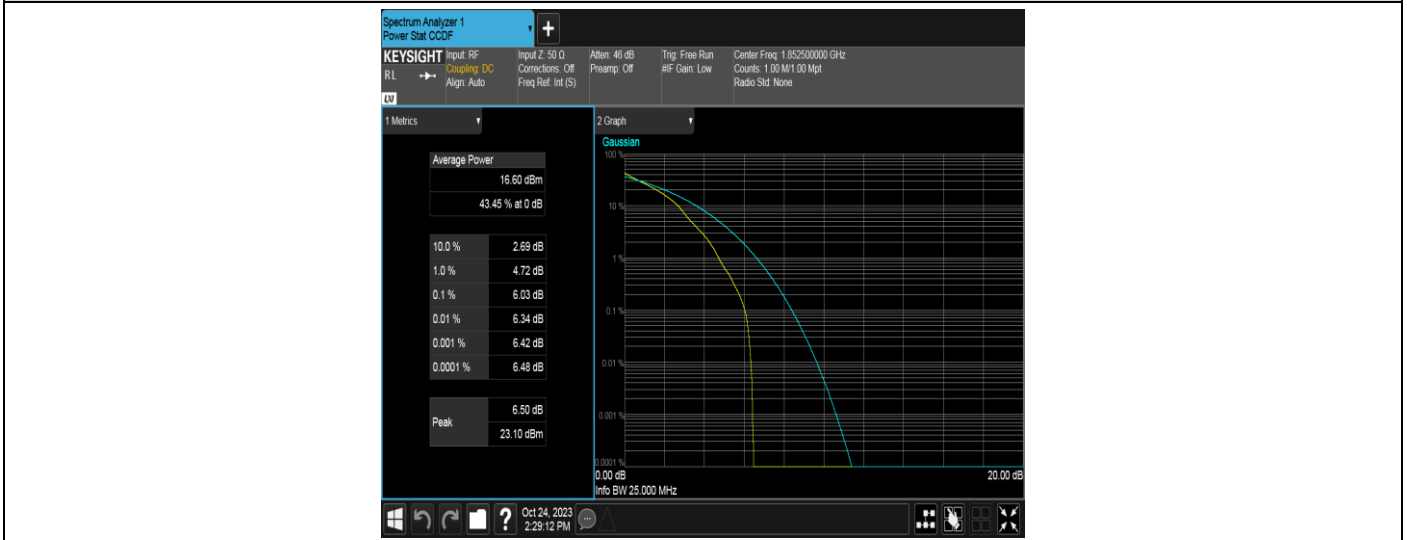 Spectrum Analyzer 1
Power Stat CCDF
+
KEYSIGHT
RL
LXI
Input: RF
Coupling: DC
Align: Auto
Input Z: 50 Ω
Corrections: Off
Freq Ref: Int (S)
Atten: 46 dB
Preamp: Off
Trig: Free Run
#IF Gain: Low
Center Freq: 1.852500000 GHz
Counts: 1.00 M/1.00 Mpt
Radio Std: None
1 Metrics
Average Power
16.60 dBm
43.45 % at 0 dB
10.0 % 2.69 dB
1.0 % 4.72 dB
0.1 % 6.03 dB
0.01 % 6.34 dB
0.001 % 6.42 dB
0.0001 % 6.48 dB
Peak
6.50 dB
23.10 dBm
2 Graph
Gaussian
100 %
10 %
1 %
0.1 %
0.01 %
0.001 %
0.0001 %
0.00 dB 20.00 dB
Info BW 25.000 MHz
?
Oct 24, 2023
2:29:12 PM